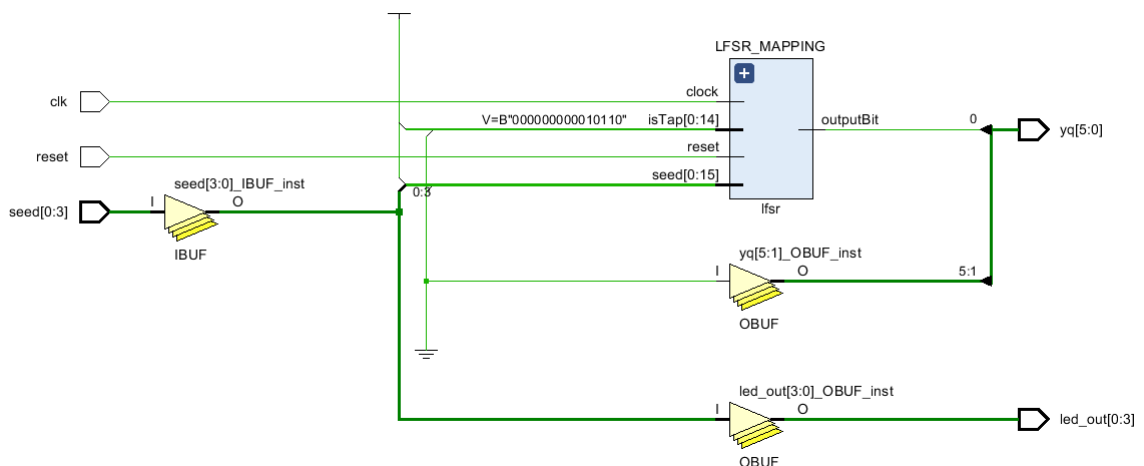 LFSR_MAPPING
clk
clock
V=B"000000000010110"
isTap[0:14]
outputBit
0
yq[5:0]
reset
reset
seed[3:0]_IBUF_inst
0:3
seed[0:15]
seed[0:3]
I
O
lfsr
IBUF
yq[5:1]_OBUF_inst
I
O
5:1
OBUF
led_out[3:0]_OBUF_inst
I
O
led_out[0:3]
OBUF